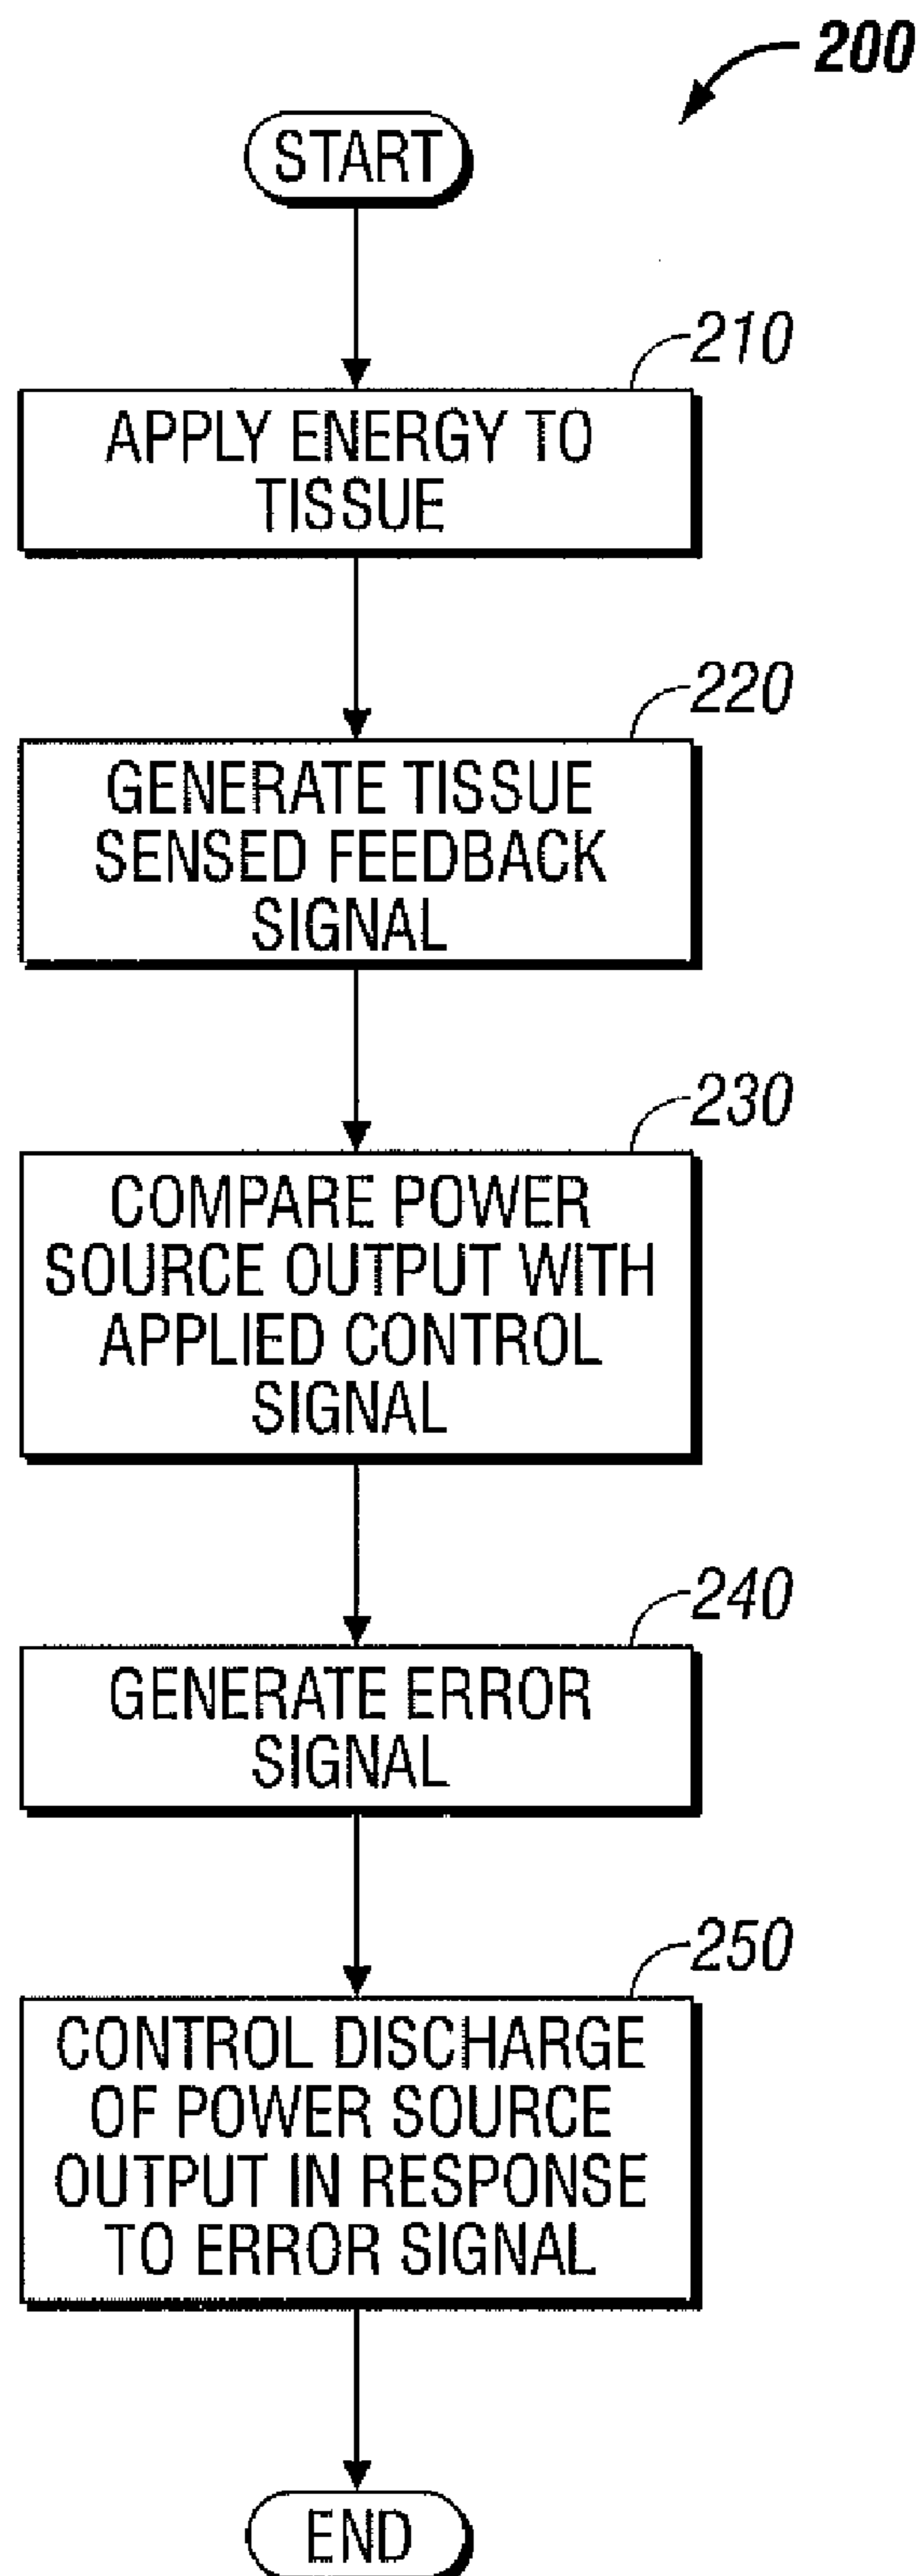 200
START
210
APPLY ENERGY TO
TISSUE
220
GENERATE TISSUE
SENSED FEEDBACK
SIGNAL
230
COMPARE POWER
SOURCE OUTPUT WITH
APPLIED CONTROL
SIGNAL
240
GENERATE ERROR
SIGNAL
250
CONTROL DISCHARGE
OF POWER SOURCE
OUTPUT IN RESPONSE
TO ERROR SIGNAL
END